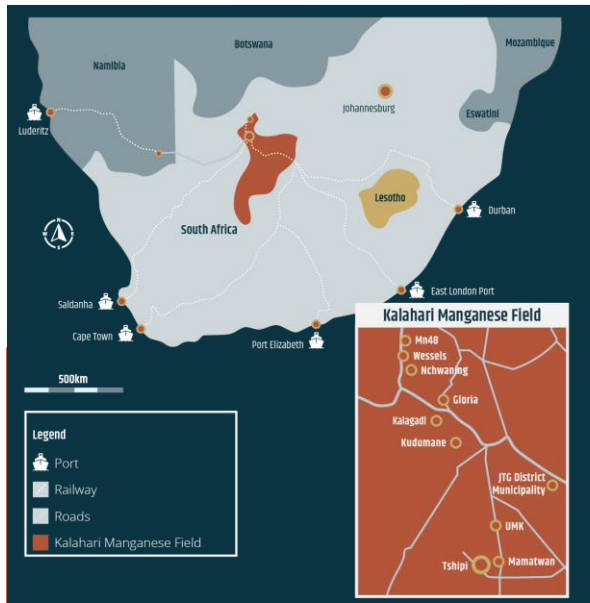 Botswana
Mozambique
Namibia
Johannesburg
Eswatini
Luderitz
Lesotho
Durban
South Africa
N
W
E
S
East London Port
Saldanha
Cape Town
Port Elizabeth
500km
Legend
Port
Railway
Roads
Kalahari Manganese Field
Kalahari Manganese Field
Mn48
Wessels
Nchwaning
Gloria
Kalagadi
Kudumane
JTG District
Municipality
UMK
Mamatwan
Tshipi